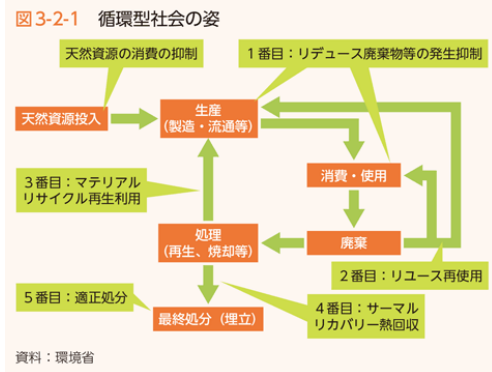 図3-2-1　循環型社会の姿
天然資源の消費の抑制
1番目：リデュース廃棄物等の発生抑制
天然資源投入
生産
（製造・流通等）
消費・使用
3番目：マテリアル
リサイクル再生利用
処理
（再生、焼却等）
廃棄
2番目：リユース再使用
5番目：適正処分
最終処分（埋立）
4番目：サーマル
リカバリー熱回収
資料：環境省